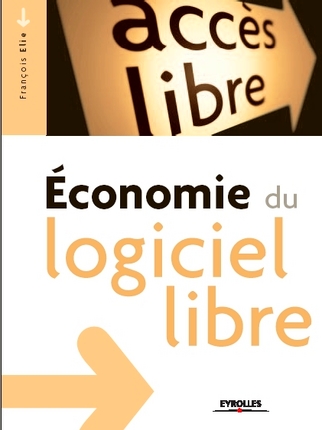 François Elie
accès
libre
Économie du
logiciel
libre
EYROLLES